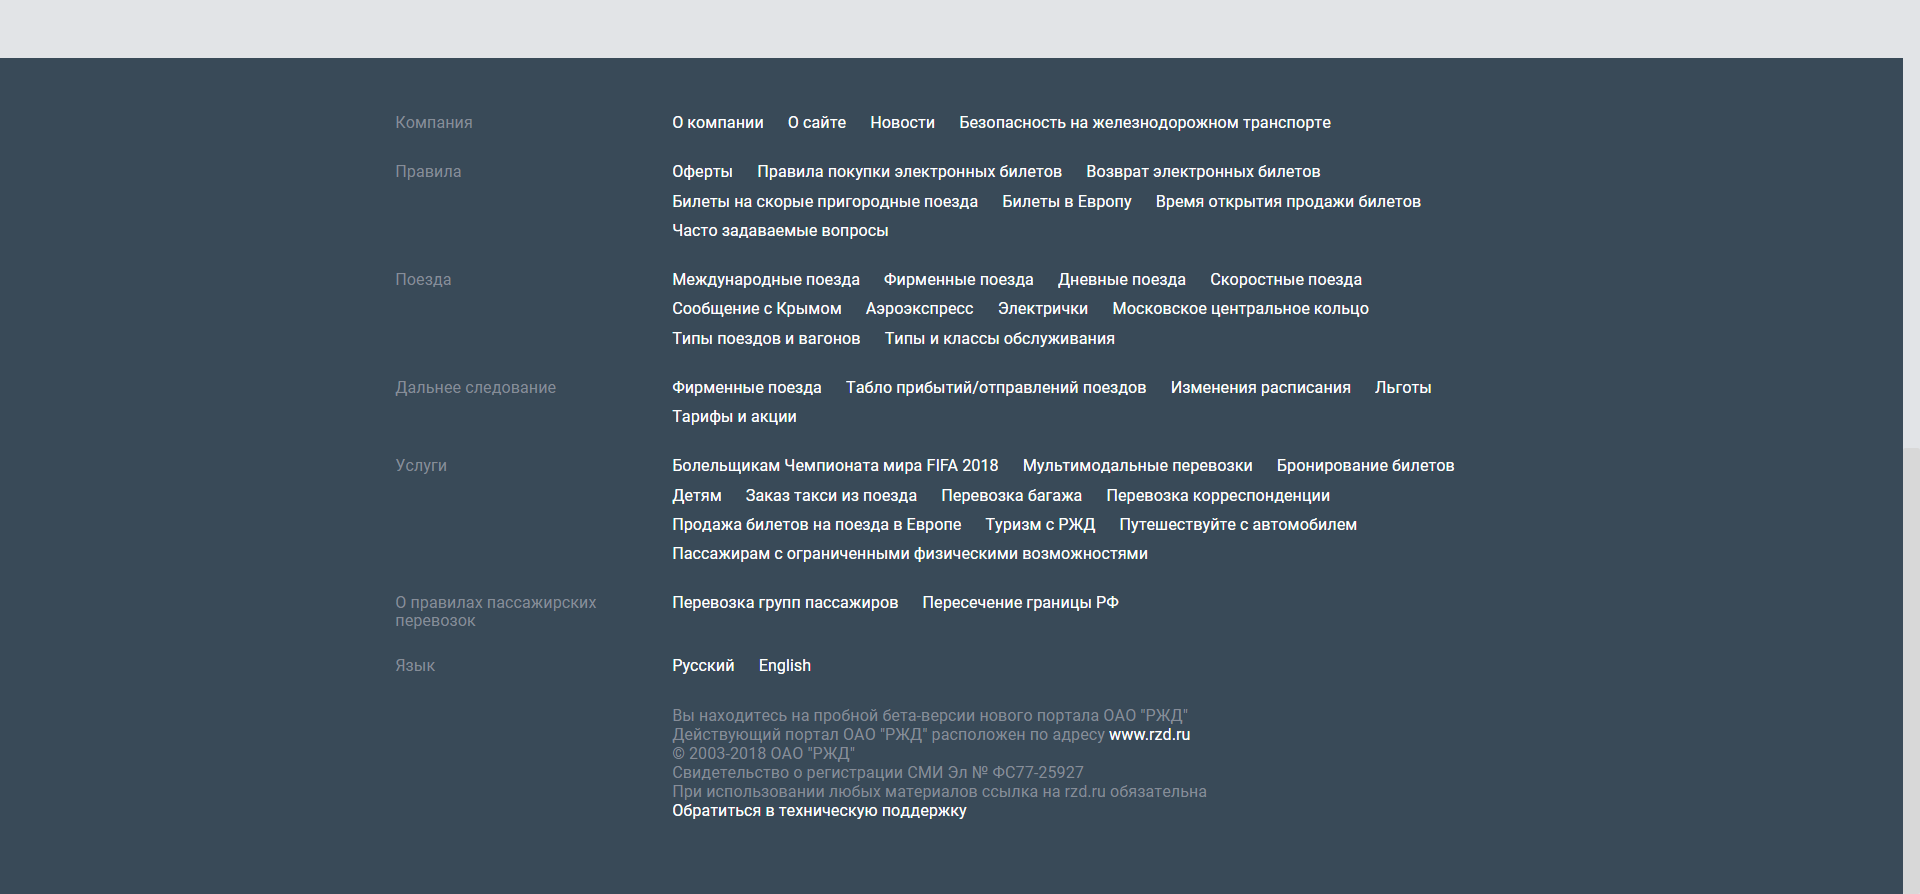 Компания
О компании О сайте Новости Безопасность на железнодорожном транспорте
Правила
Оферты Правила покупки электронных билетов Возврат электронных билетов
Билеты на скорые пригородные поезда Билеты в Европу Время открытия продажи билетов
Часто задаваемые вопросы
Поезда
Международные поезда Фирменные поезда Дневные поезда Скоростные поезда
Сообщение с Крымом Аэроэкспресс Электрички Московское центральное кольцо
Типы поездов и вагонов Типы и классы обслуживания
Дальнее следование
Фирменные поезда Табло прибытий/отправлений поездов Изменения расписания Льготы
Тарифы и акции
Услуги
Болельщикам Чемпионата мира FIFA 2018 Мультимодальные перевозки Бронирование билетов
Детям Заказ такси из поезда Перевозка багажа Перевозка корреспонденции
Продажа билетов на поезда в Европе Туризм с РЖД Путешествуйте с автомобилем
Пассажирам с ограниченными физическими возможностями
О правилах пассажирских
перевозок
Перевозка групп пассажиров Пересечение границы РФ
Язык
Русский English
Вы находитесь на пробной бета-версии нового портала ОАО "РЖД"
Действующий портал ОАО "РЖД" расположен по адресу www.rzd.ru
© 2003-2018 ОАО "РЖД"
Свидетельство о регистрации СМИ Эл № ФС77-25927
При использовании любых материалов ссылка на rzd.ru обязательна
Обратиться в техническую поддержку